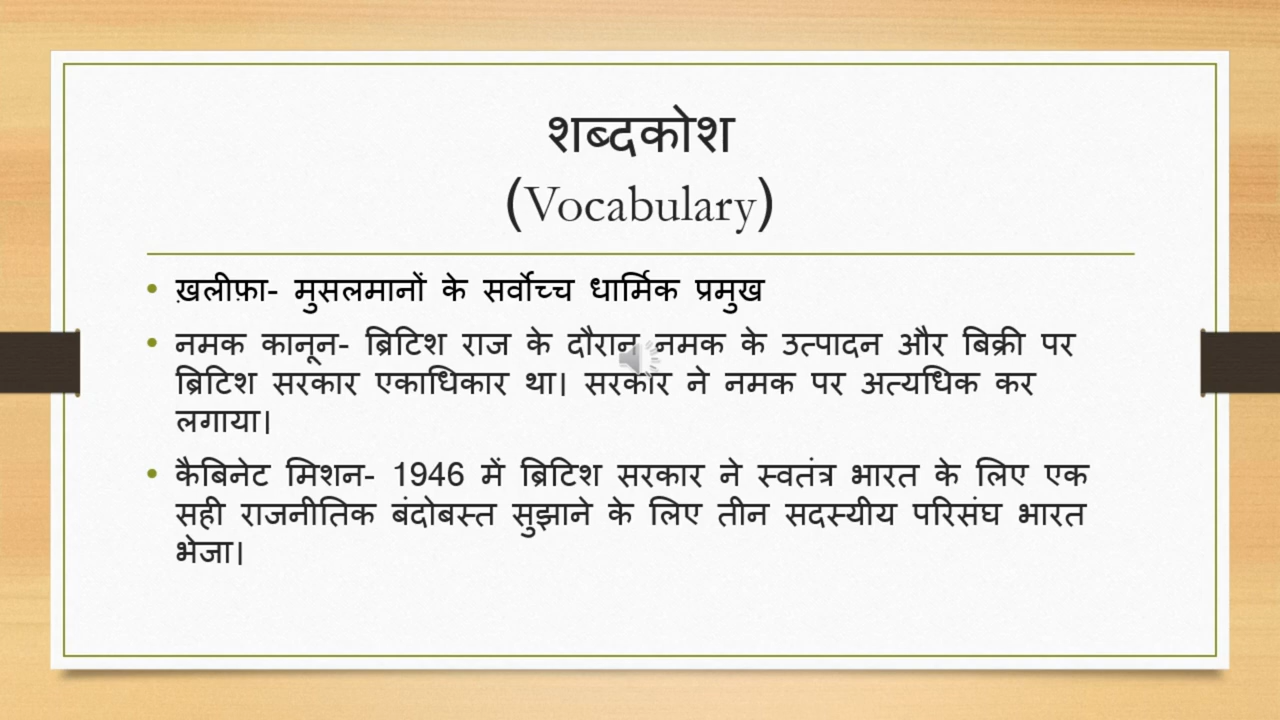 शब्दकोश
(Vocabulary)
• ख़लीफ़ा- मुसलमानों के सर्वोच्च धार्मिक प्रमुख
• नमक कानून- ब्रिटिश राज के दौरान नमक के उत्पादन और बिक्री पर
ब्रिटिश सरकार एकाधिकार था। सरकार ने नमक पर अत्यधिक कर
लगाया।
• कैबिनेट मिशन- 1946 में ब्रिटिश सरकार ने स्वतंत्र भारत के लिए एक
सही राजनीतिक बंदोबस्त सुझाने के लिए तीन सदस्यीय परिसंघ भारत
भेजा।